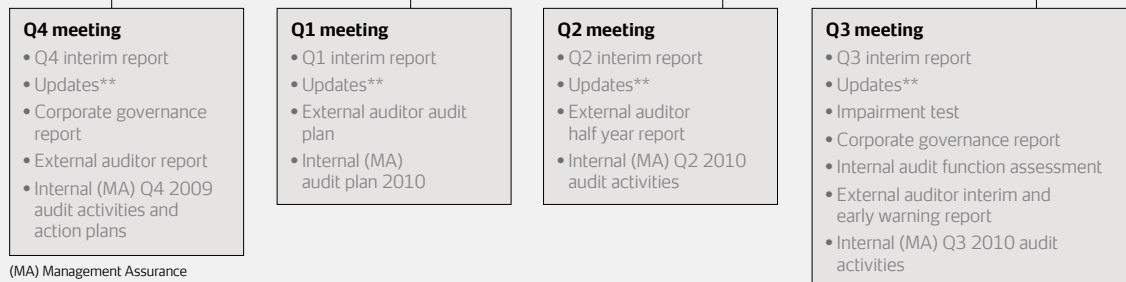 Q4 meeting
• Q4 interim report
• Updates**
• Corporate governance
report
• External auditor report
• Internal (MA) Q4 2009
audit activities and
action plans
(MA) Management Assurance
Q1 meeting
• Q1 interim report
• Updates**
• External auditor audit
plan
• Internal (MA)
audit plan 2010
Q2 meeting
• Q2 interim report
• Updates**
• External auditor
half year report
• Internal (MA) Q2 2010
audit activities
Q3 meeting
• Q3 interim report
• Updates**
• Impairment test
• Corporate governance report
• Internal audit function assessment
• External auditor interim and
early warning report
• Internal (MA) Q3 2010 audit
activities